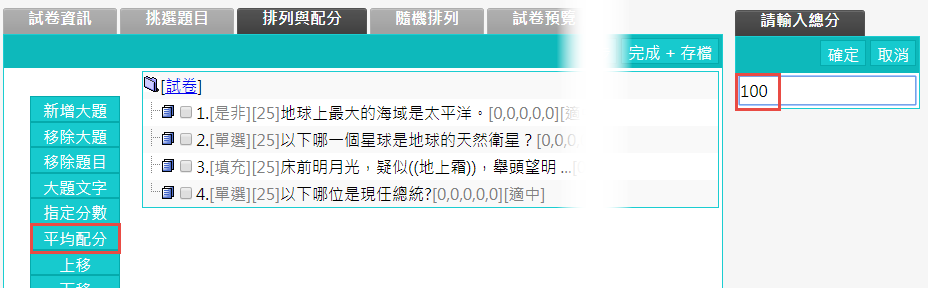 試卷資訊 挑選題目 排列與配分 隨機排列 試卷預覽
完成 + 存檔
[試卷]
1.[是非][25]地球上最大的海域是太平洋。[0,0,0,0,0][適
2.[單選][25]以下哪一個星球是地球的天然衛星？[0,0,0,
3.[填充][25]床前明月光，疑似((地上霜))，舉頭望明 ...[0
4.[單選][25]以下哪位是現任總統?[0,0,0,0,0][適中]
新增大題
移除大題
移除題目
大題文字
指定分數
平均配分
上移
下移
請輸入總分
確定 取消
100